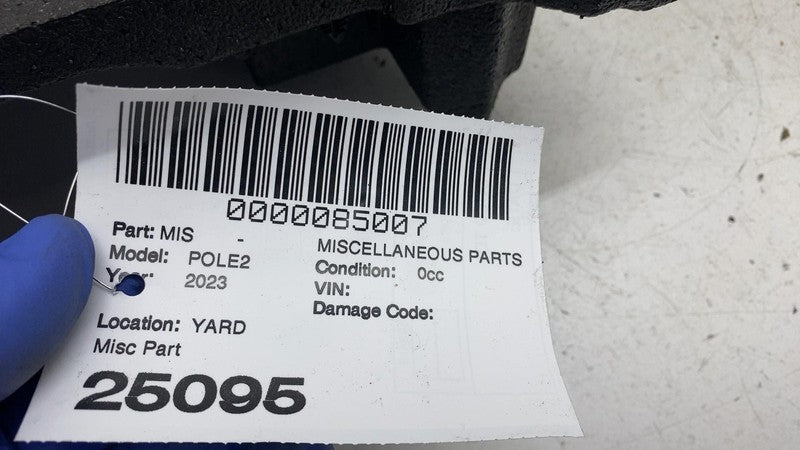 0000085007
Part: MIS - MISCELLANEOUS PARTS
Model: POLE2 Condition: 0cc
Year: 2023 VIN:
Damage Code:
Location: YARD
Misc Part
25095